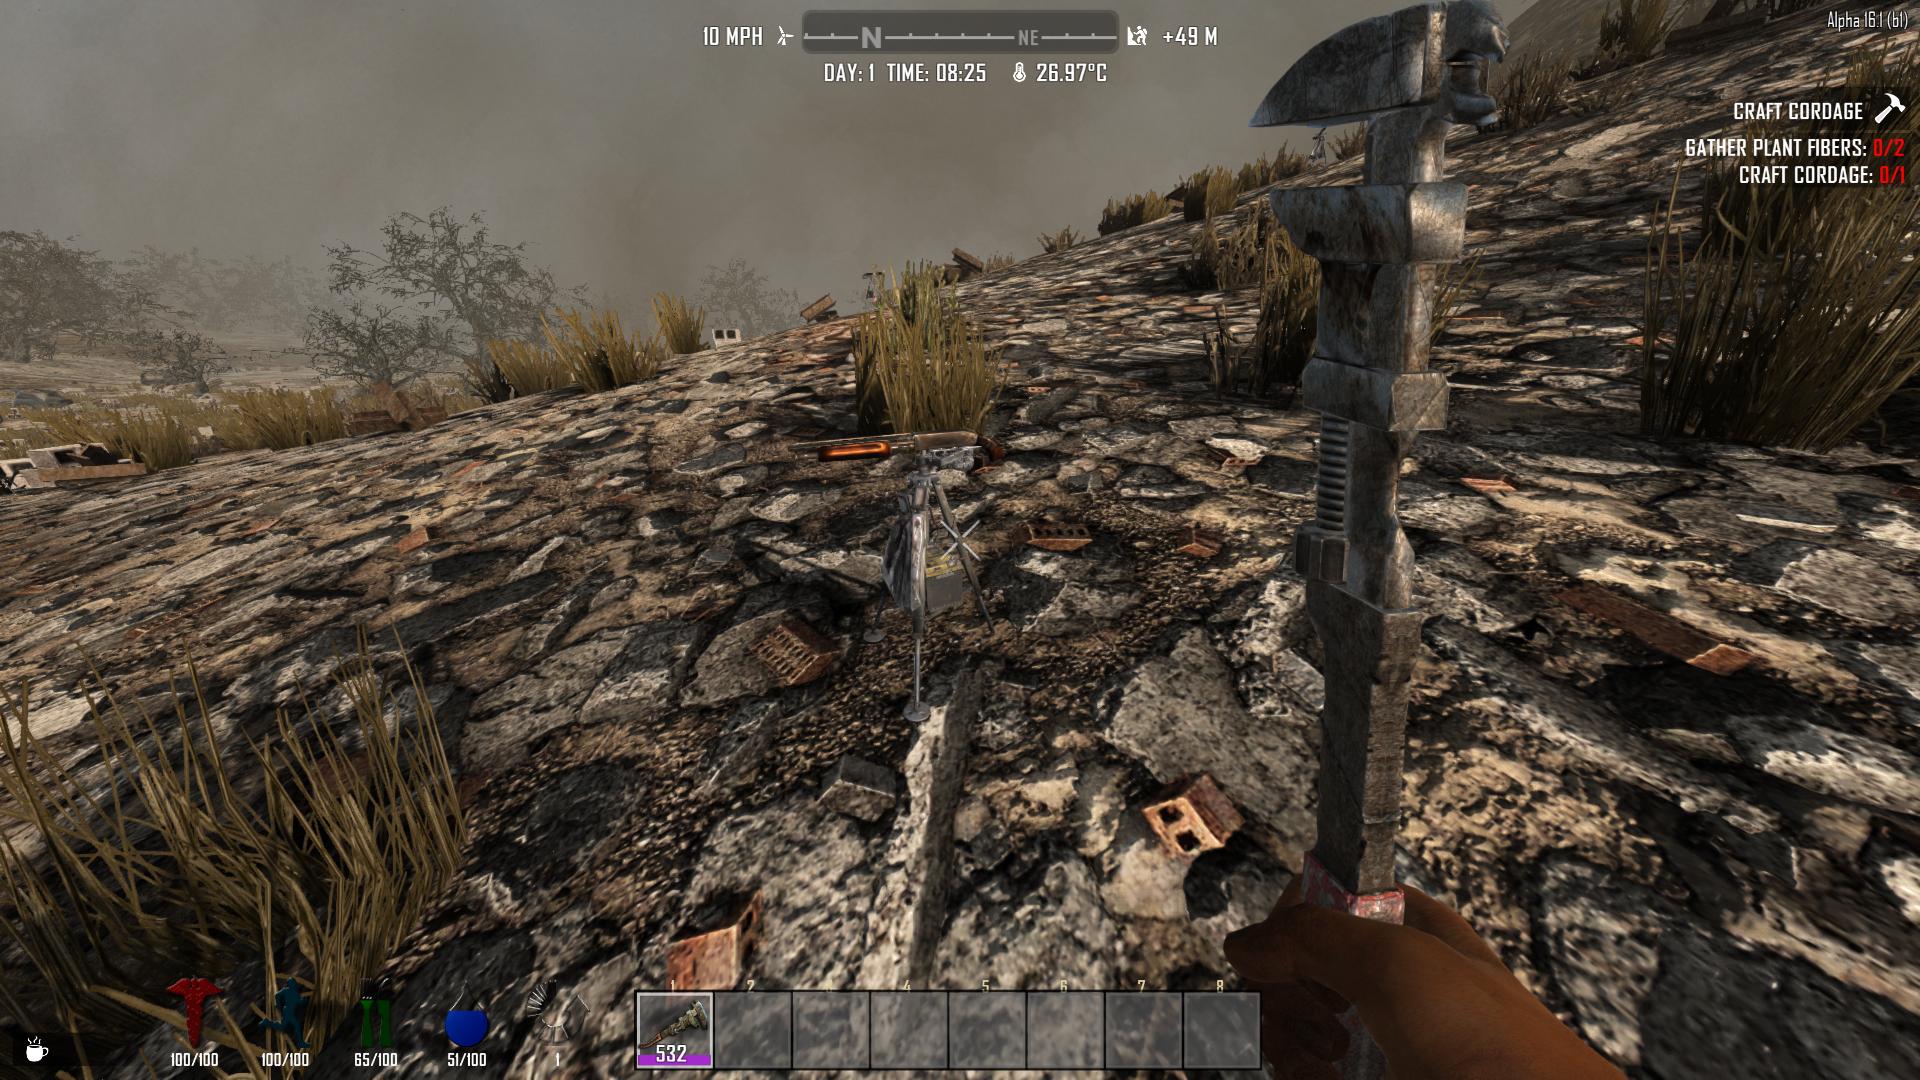 10 MPH N NE +49 M
Alpha 16.1 (b1)
DAY: 1 TIME: 08:25 26.97°C
CRAFT CORDAGE
GATHER PLANT FIBERS: 0/2
CRAFT CORDAGE: 0/1
1 2 3 4 5 6 7 8
532
100/100 100/100 65/100 51/100 1